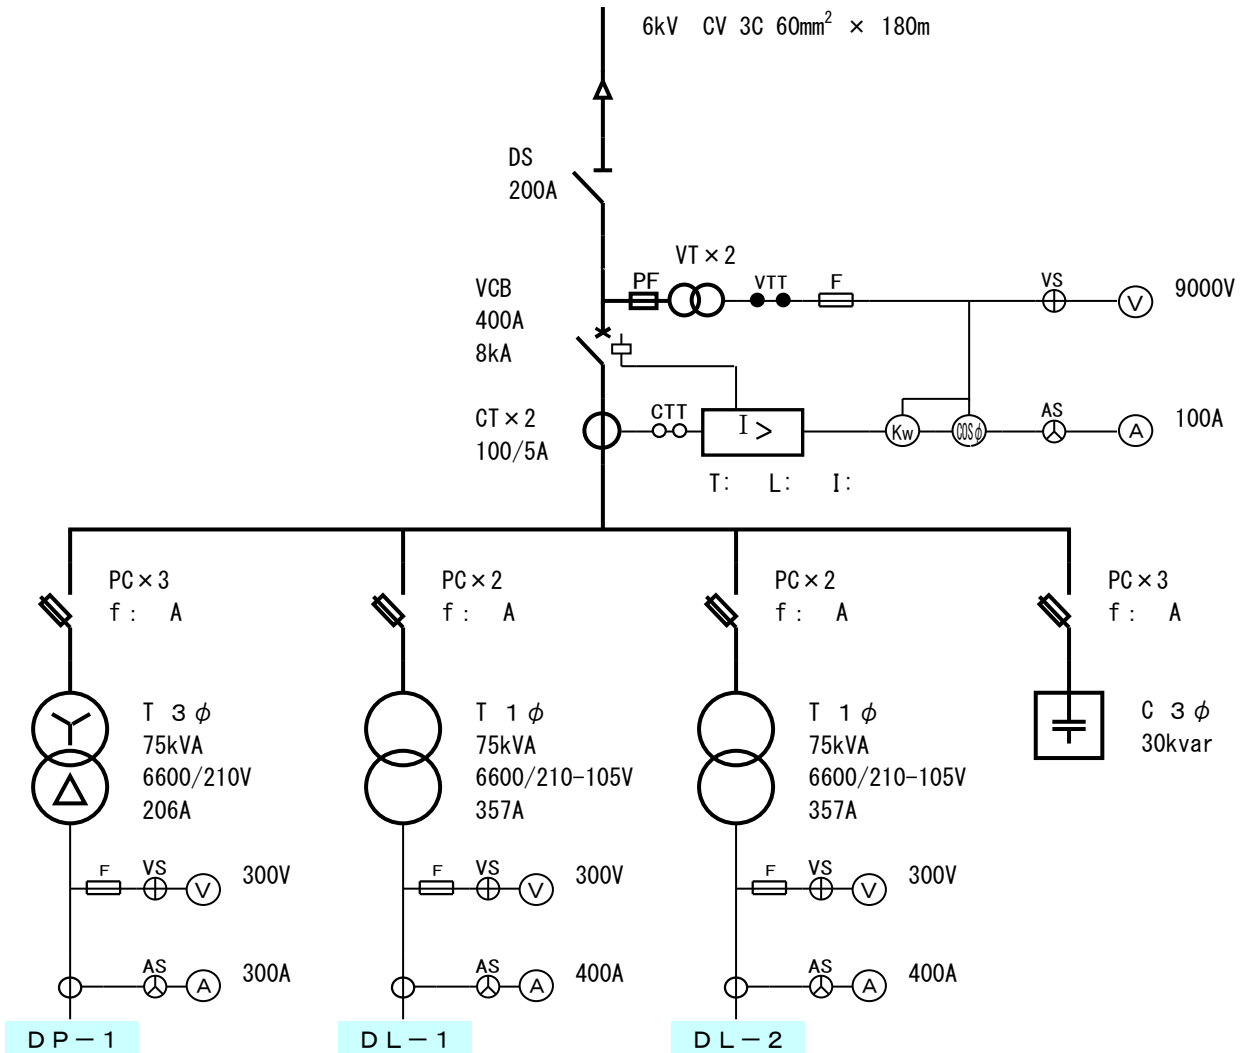 6kV CV 3C 60mm² × 180m
DS
200A
VT×2
PF
VTT
F
VS
V
9000V
VCB
400A
8kA
CT×2
100/5A
CTT
I >
Kw
COSφ
AS
A
100A
T: L: I:
PC×3
f: A
PC×2
f: A
PC×2
f: A
PC×3
f: A
T 3φ
75kVA
6600/210V
206A
T 1φ
75kVA
6600/210-105V
357A
T 1φ
75kVA
6600/210-105V
357A
C 3φ
30kvar
F
VS
V
300V
F
VS
V
300V
F
VS
V
300V
AS
A
300A
AS
A
400A
AS
A
400A
DP-1
DL-1
DL-2